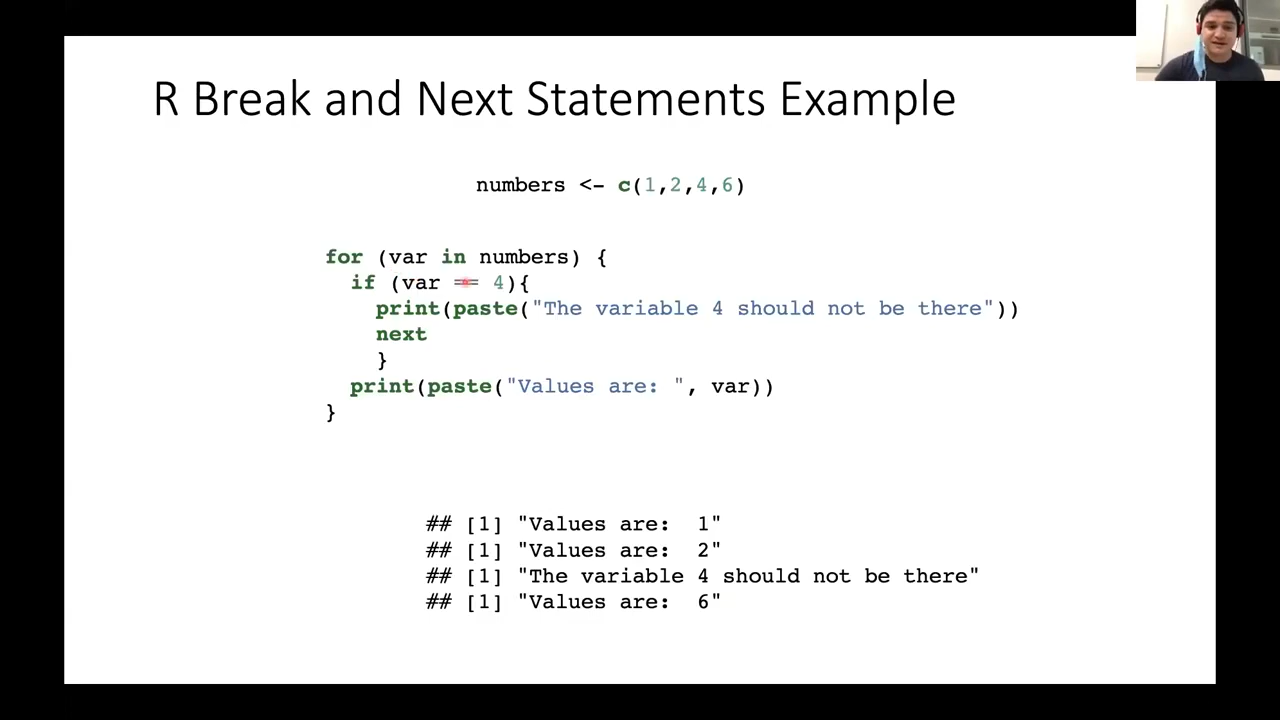 R Break and Next Statements Example
numbers <- c(1,2,4,6)
for (var in numbers) {
  if (var == 4){
    print(paste("The variable 4 should not be there"))
    next
    }
  print(paste("Values are: ", var))
}
## [1] "Values are:  1"
## [1] "Values are:  2"
## [1] "The variable 4 should not be there"
## [1] "Values are:  6"